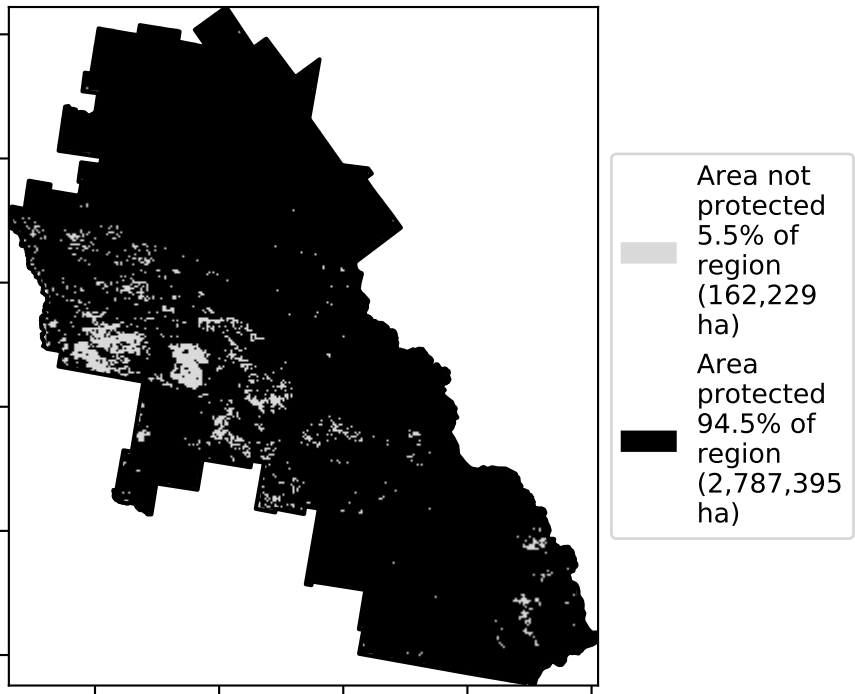 Area not
protected
5.5% of
region
(162,229
ha)
Area
protected
94.5% of
region
(2,787,395
ha)